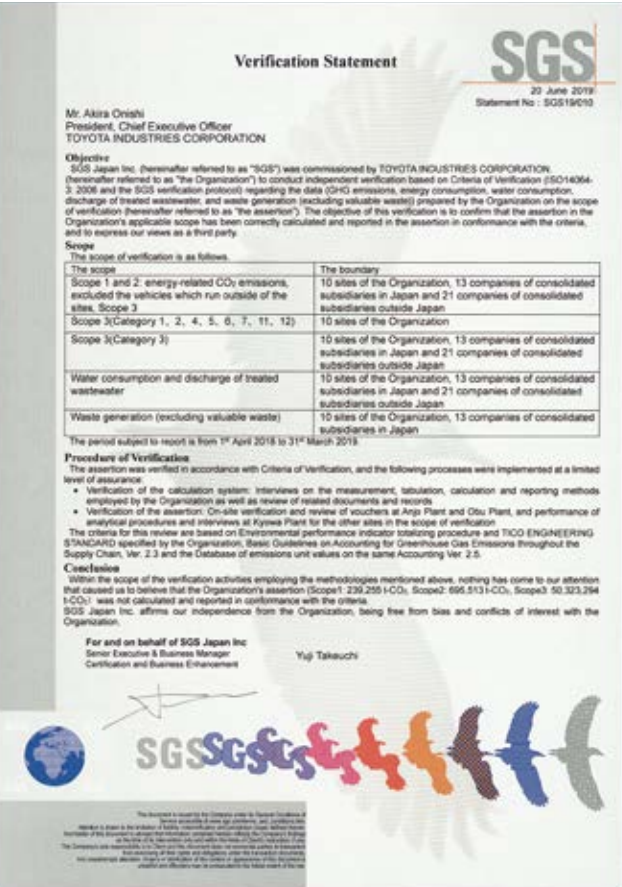 SGS
Verification Statement
20 June 2019
Statement No : SGS19/010
Mr. Akira Onishi
President, Chief Executive Officer
TOYOTA INDUSTRIES CORPORATION
Objective
SGS Japan Inc. (hereinafter referred to as "SGS") was commissioned by TOYOTA INDUSTRIES CORPORATION
(hereinafter referred to as "the Organization") to conduct independent verification based on Criteria of Verification (ISO14064-
3: 2006 and the SGS verification protocol) regarding the data (GHG emissions, energy consumption, water consumption,
discharge of treated wastewater, and waste generation (excluding valuable waste)) prepared by the Organization on the scope
of verification (hereinafter referred to as "the assertion"). The objective of this verification is to confirm that the assertion in the
Organization's applicable scope has been correctly calculated and reported in the assertion in conformance with the criteria,
and to express our views as a third party.
Scope
The scope of verification is as follows.
The scope The boundary
Scope 1 and 2: energy-related CO₂ emissions, 10 sites of the Organization, 13 companies of consolidated
excluded the vehicles which run outside of the subsidiaries in Japan and 21 companies of consolidated
sites, Scope 3 subsidiaries outside Japan
Scope 3(Category 1, 2, 4, 5, 6, 7, 11, 12) 10 sites of the Organization
Scope 3(Category 3) 10 sites of the Organization, 13 companies of consolidated
subsidiaries in Japan and 21 companies of consolidated
subsidiaries outside Japan
Water consumption and discharge of treated 10 sites of the Organization, 13 companies of consolidated
wastewater subsidiaries in Japan and 21 companies of consolidated
subsidiaries outside Japan
Waste generation (excluding valuable waste) 10 sites of the Organization, 13 companies of consolidated
subsidiaries in Japan
The period subject to report is from 1st April 2018 to 31st March 2019.
Procedure of Verification
The assertion was verified in accordance with Criteria of Verification, and the following processes were implemented at a limited
level of assurance:
• Verification of the calculation system: Interviews on the measurement, tabulation, calculation and reporting methods
employed by the Organization as well as review of related documents and records
• Verification of the assertion: On-site verification and review of vouchers at Anjo Plant and Obu Plant, and performance of
analytical procedures and interviews at Kyowa Plant for the other sites in the scope of verification
The criteria for this review are based on Environmental performance indicator totalizing procedure and TICO ENGINEERING
STANDARD specified by the Organization, Basic Guidelines on Accounting for Greenhouse Gas Emissions throughout the
Supply Chain, Ver. 2.3 and the Database of emissions unit values on the same Accounting Ver. 2.5.
Conclusion
Within the scope of the verification activities employing the methodologies mentioned above, nothing has come to our attention
that caused us to believe that the Organization's assertion (Scope1: 239,255 t-CO₂, Scope2: 695,513 t-CO₂, Scope3: 50,323,294
t-CO₂) was not calculated and reported in conformance with the criteria.
SGS Japan Inc. affirms our independence from the Organization, being free from bias and conflicts of interest with the
Organization.
For and on behalf of SGS Japan Inc
Senior Executive & Business Manager
Certification and Business Enhancement
Yuji Takeuchi
SGS SGS SGS